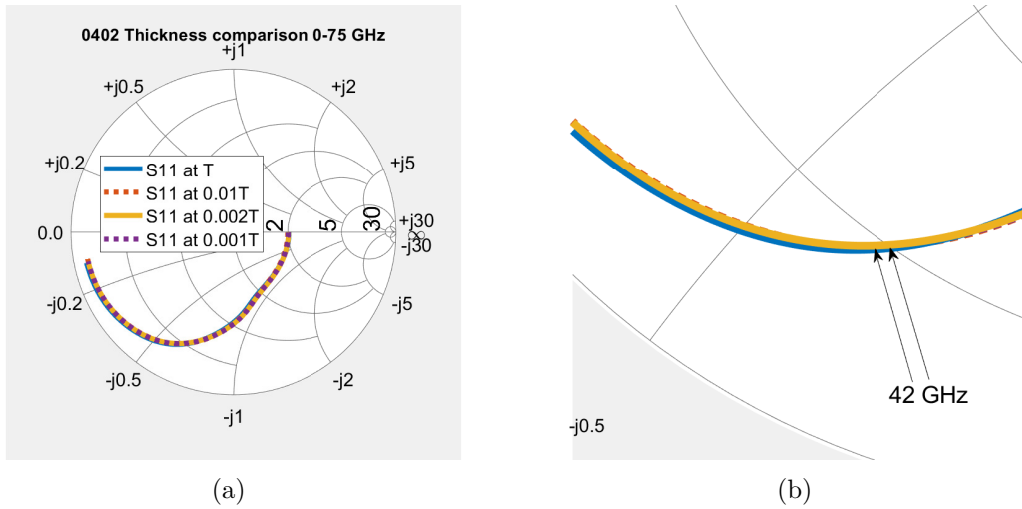 0402 Thickness comparison 0-75 GHz
+j1
+j0.5
+j2
+j0.2
+j5
S11 at T
S11 at 0.01T
S11 at 0.002T
S11 at 0.001T
0.0
2
5
30
+j30
∞
-j30
-j0.2
-j5
-j0.5
-j2
-j1
(a)
42 GHz
-j0.5
(b)